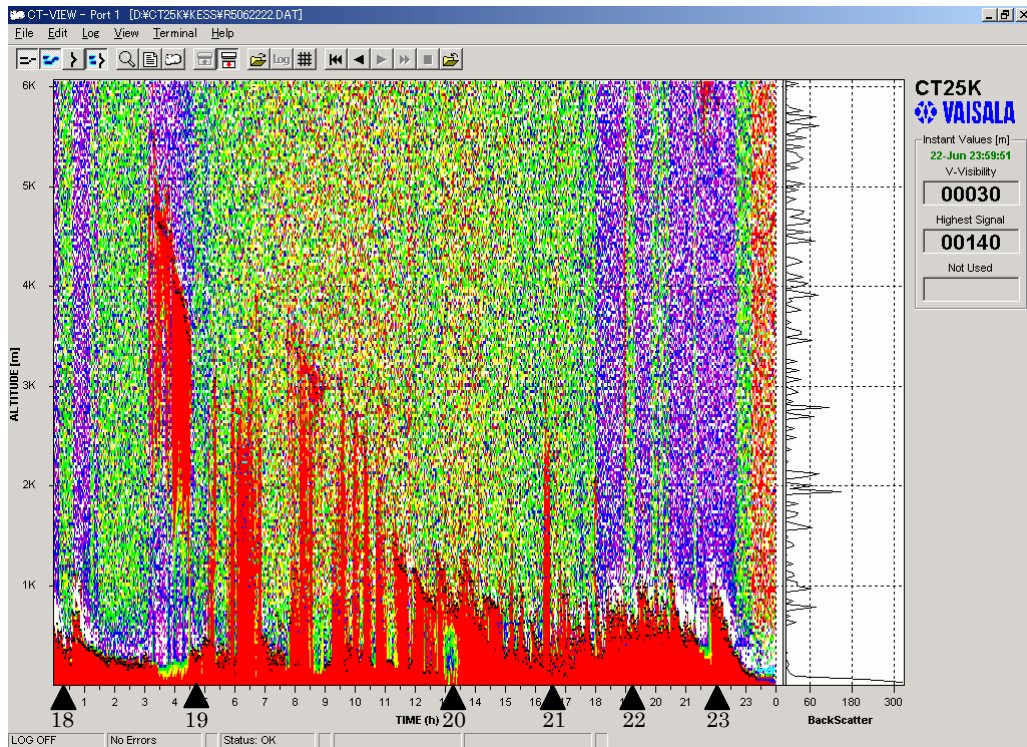 CT-VIEW - Port 1 [D:¥CT25K¥KESS¥R5062222.DAT]
File Edit Log View Terminal Help
Log
CT25K
VAISALA
Instant Values [m]
22-Jun 23:59:51
V-Visibility
00030
Highest Signal
00140
Not Used
6K
5K
4K
3K
2K
1K
ALTITUDE [m]
1 2 3 4 5 6 7 8 9 10 11 12 13 14 15 16 17 18 19 20 21 22 23 0
0 60 180 300
18 19 20 21 22 23
TIME (h)
BackScatter
LOG OFF No Errors Status: OK